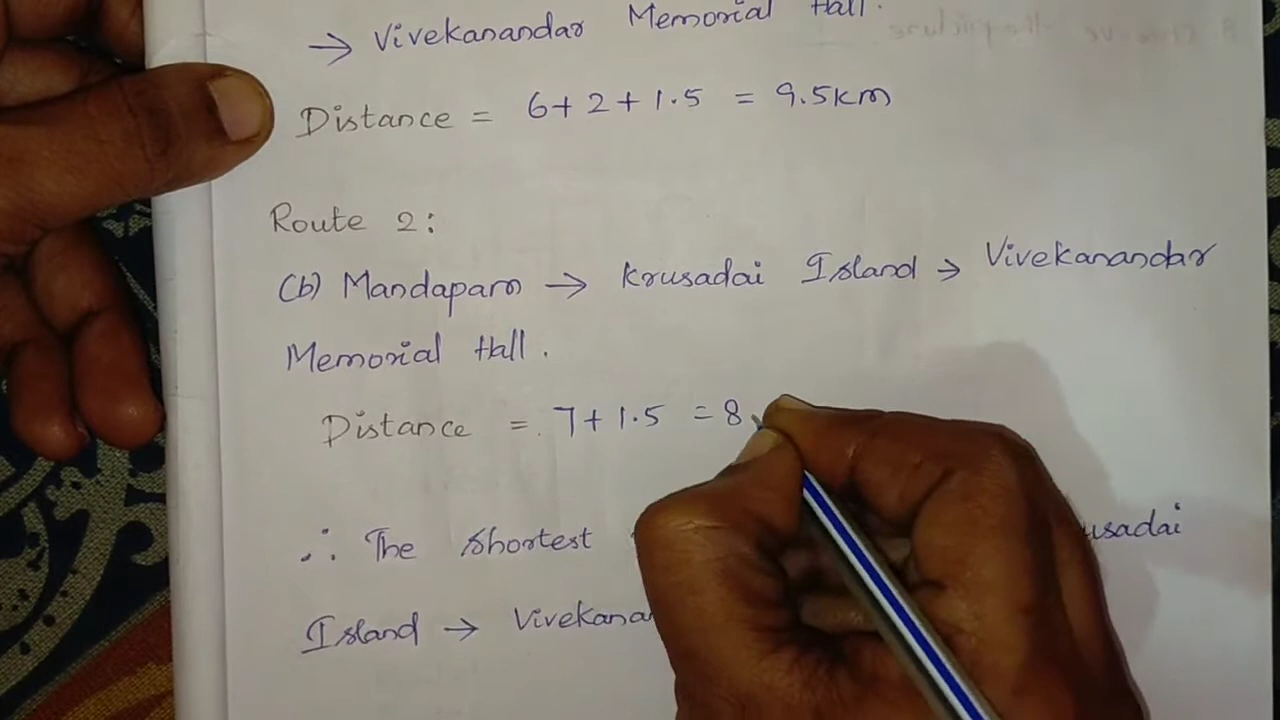 → Vivekanandar Memorial Hall.
Distance = 6+2+1.5 = 9.5km
Route 2:
(b) Mandapam → Krusadai Island → Vivekanandar
Memorial Hall.
Distance = 7+1.5 = 8
∴ The shortest usadai
Island → Vivekana